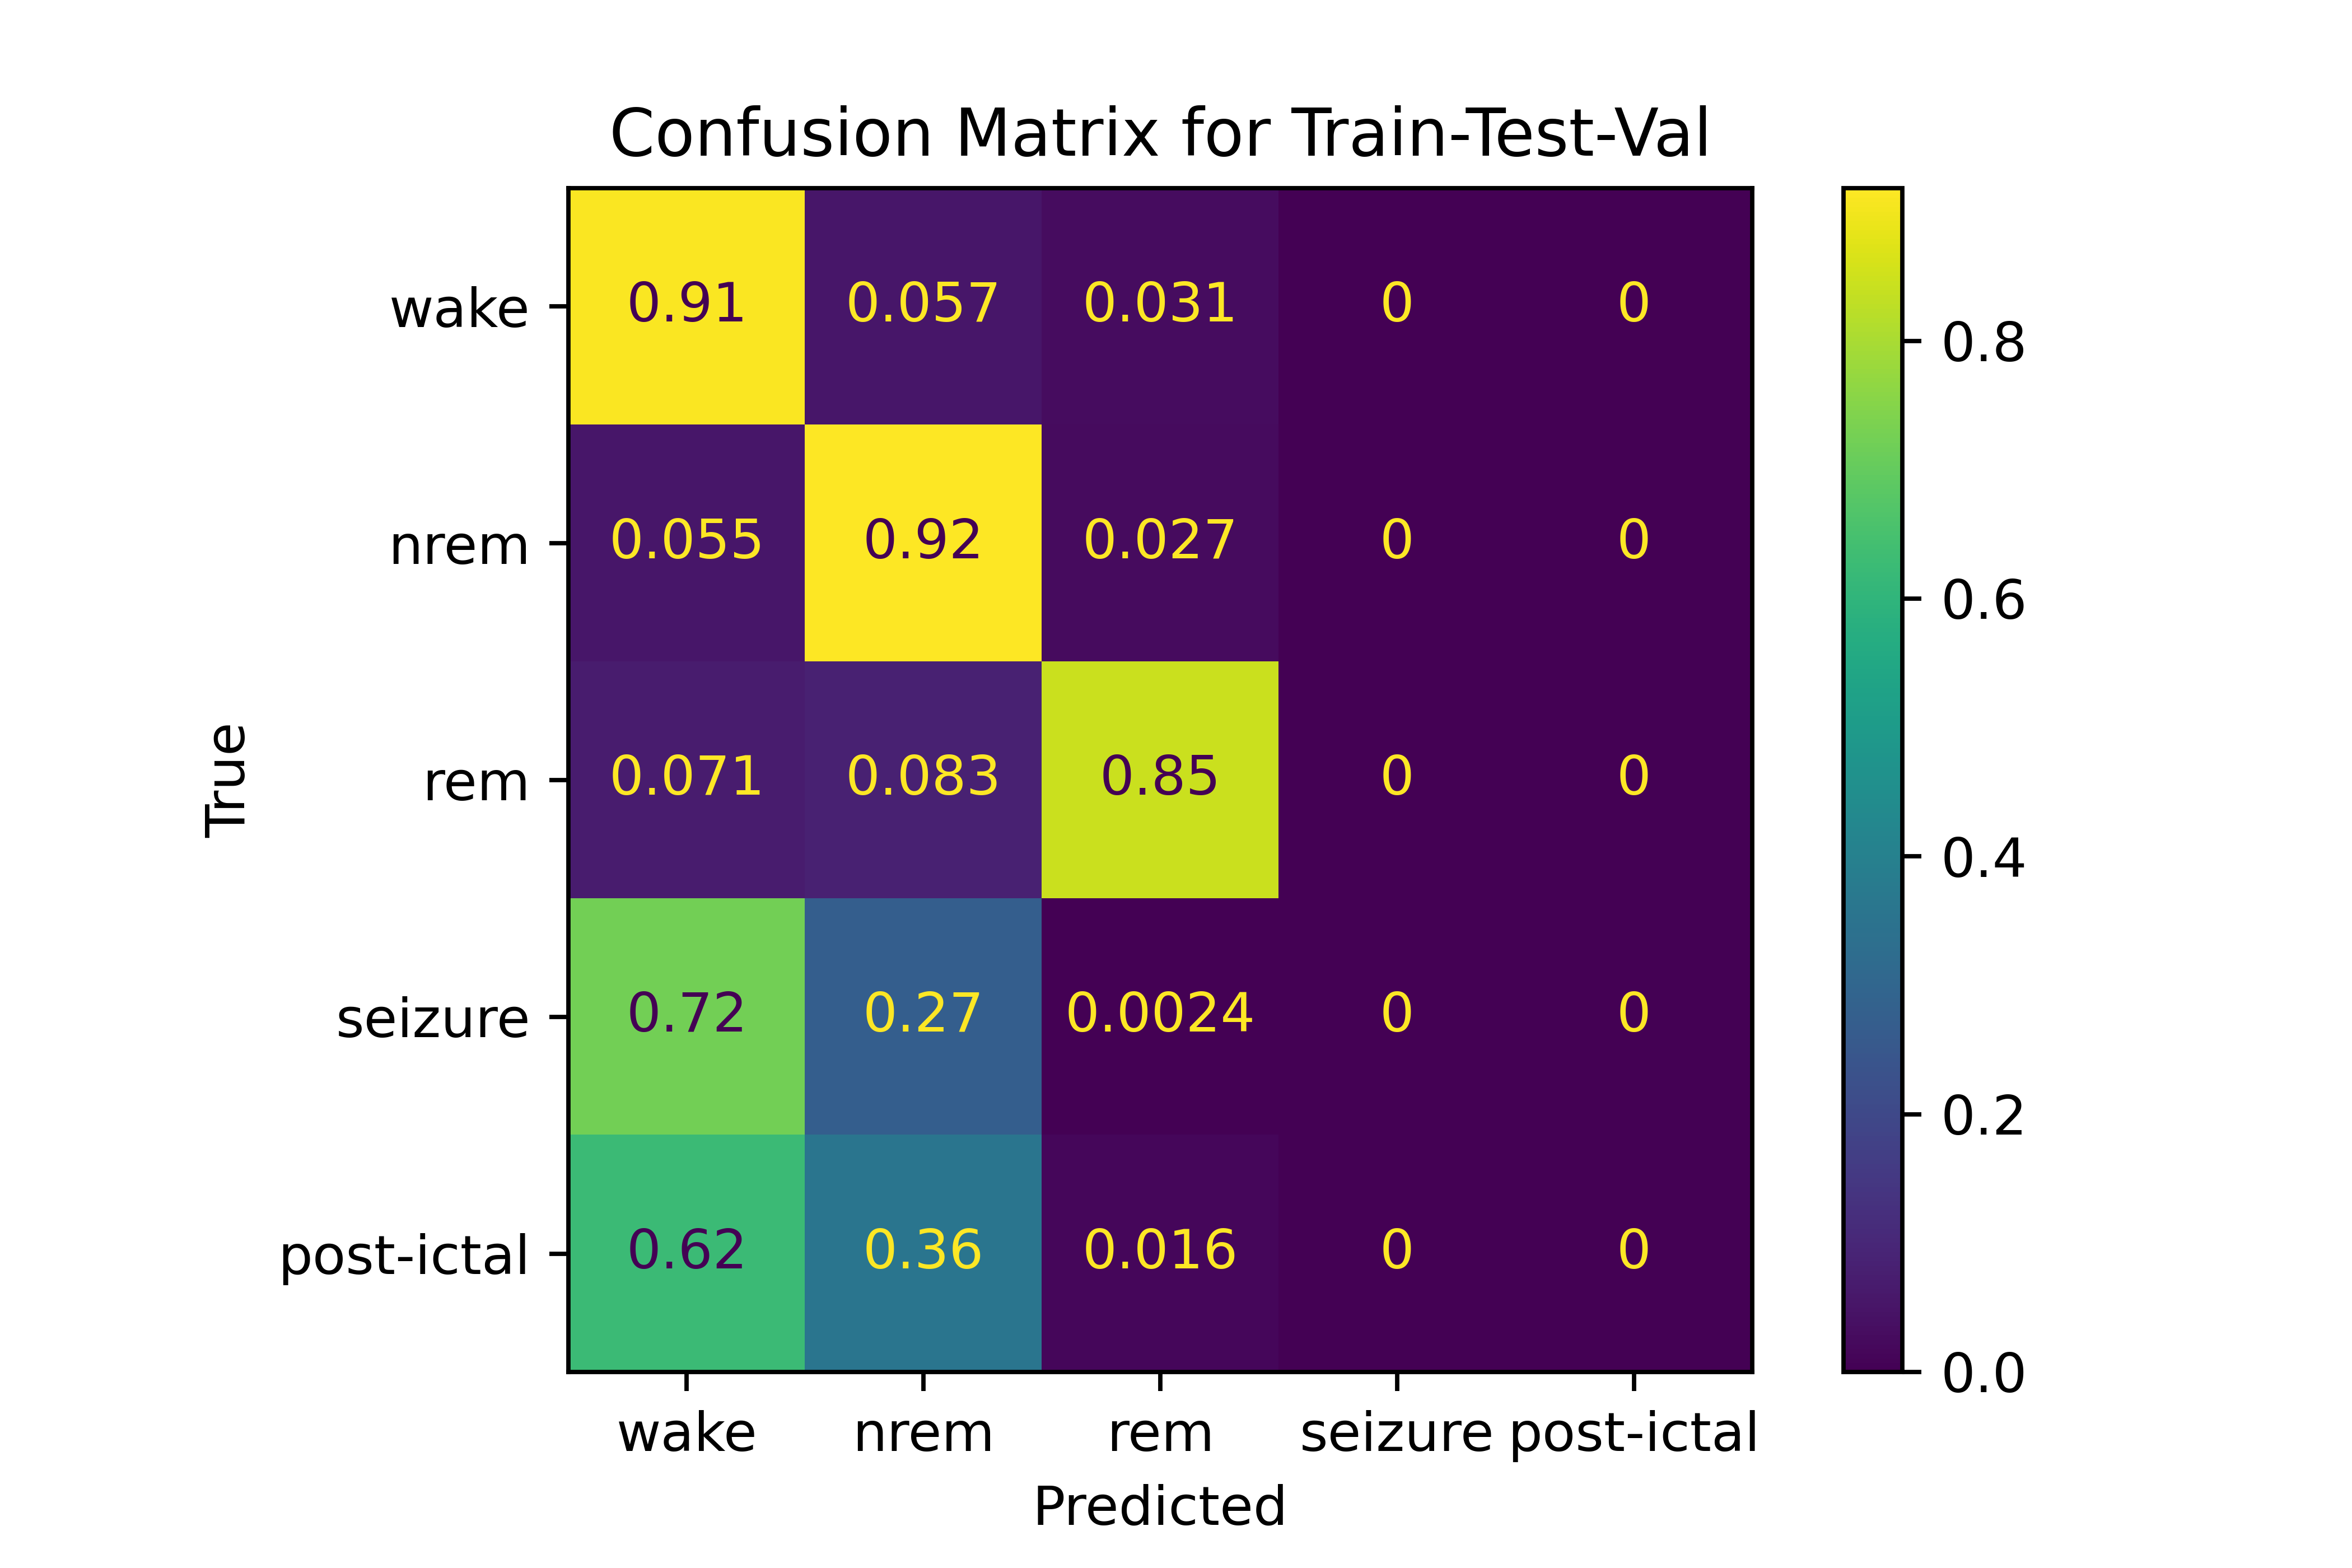 Confusion Matrix for Train-Test-Val
True
wake 0.91 0.057 0.031 0 0
nrem 0.055 0.92 0.027 0 0
rem 0.071 0.083 0.85 0 0
seizure 0.72 0.27 0.0024 0 0
post-ictal 0.62 0.36 0.016 0 0
wake nrem rem seizure post-ictal
Predicted
0.8
0.6
0.4
0.2
0.0